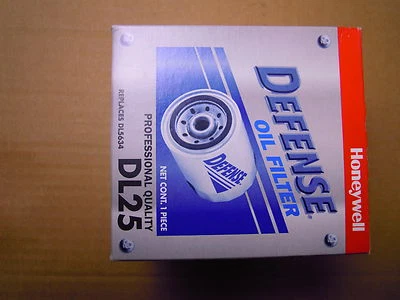 Honeywell
DEFENSE®
OIL FILTER
DEFENSE
NET CONT. 1 PIECE
PROFESSIONAL QUALITY
DL25
REPLACES DL5634